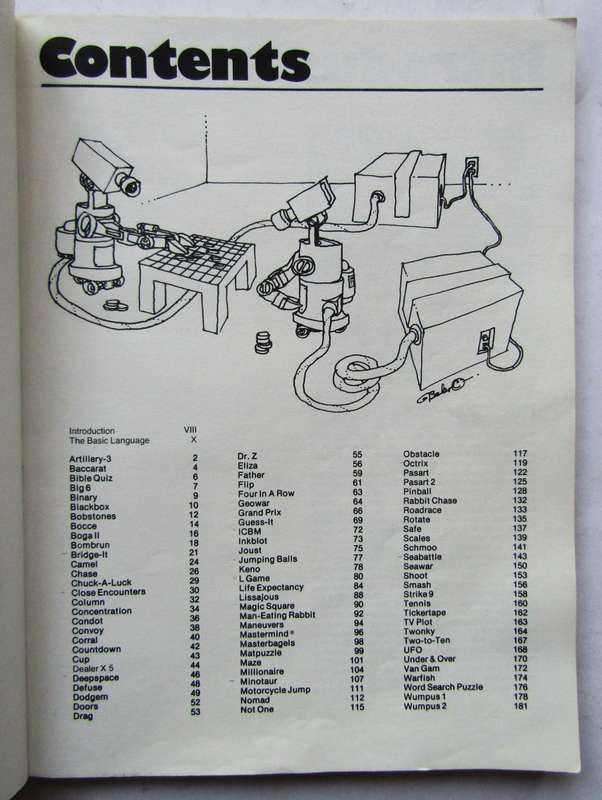 Contents
Introduction VIII
The Basic Language X
Artillery-3 2
Baccarat 4
Bible Quiz 6
Big 6 7
Binary 9
Blackbox 10
Bobstones 12
Bocce 14
Boga II 16
Bombrun 18
Bridge-It 21
Camel 24
Chase 26
Chuck-A-Luck 29
Close Encounters 30
Column 32
Concentration 34
Condot 36
Convoy 38
Corral 40
Countdown 42
Cup 43
Dealer X 5 44
Deepspace 46
Defuse 48
Dodgem 49
Doors 52
Drag 53
Dr. Z 55
Eliza 56
Father 59
Flip 61
Four In A Row 63
Geowar 64
Grand Prix 66
Guess-It 69
ICBM 72
Inkblot 73
Joust 75
Jumping Balls 77
Keno 78
L Game 80
Life Expectancy 84
Lissajous 88
Magic Square 90
Man-Eating Rabbit 92
Maneuvers 94
Mastermind® 96
Masterbagels 98
Matpuzzle 99
Maze 101
Millionaire 104
Minotaur 107
Motorcycle Jump 111
Nomad 112
Not One 115
Obstacle 117
Octrix 119
Pasart 122
Pasart 2 125
Pinball 128
Rabbit Chase 132
Roadrace 133
Rotate 135
Safe 137
Scales 139
Schmoo 141
Seabattle 143
Seawar 150
Shoot 153
Smash 156
Strike 9 158
Tennis 160
Tickertape 162
TV Plot 163
Twonky 164
Two-to-Ten 167
UFO 168
Under & Over 170
Van Gam 172
Warfish 174
Word Search Puzzle 176
Wumpus 1 178
Wumpus 2 181